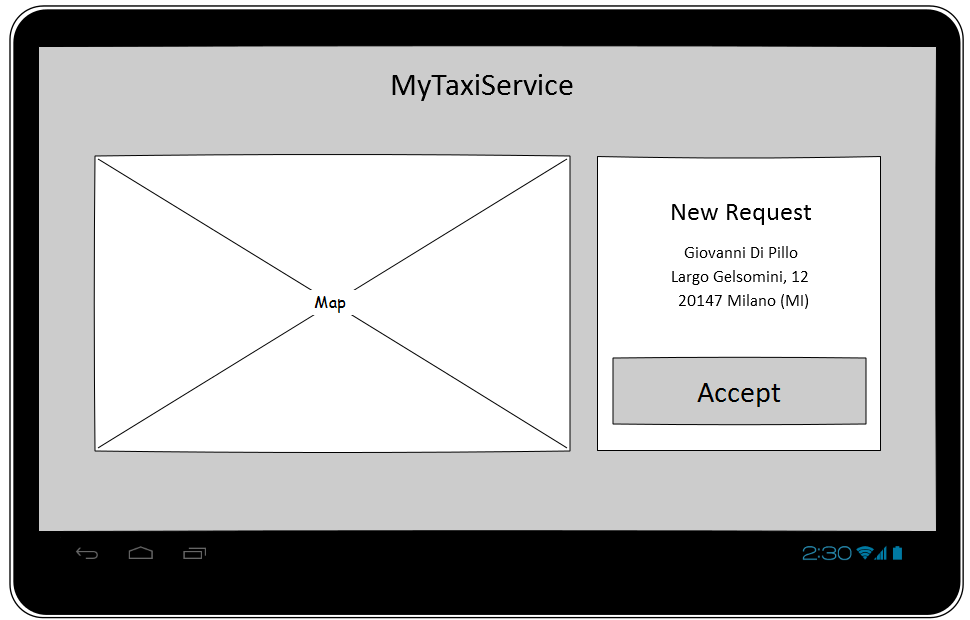 MyTaxiService
Map
New Request
Giovanni Di Pillo
Largo Gelsomini, 12
20147 Milano (MI)
Accept
2:30